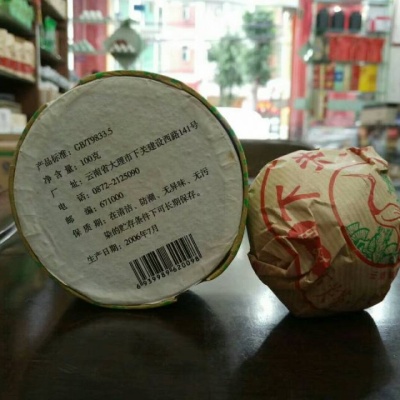 产品标准：GB/T9833.5
净含量：100克
厂址：云南省大理市下关建设西路141号
电话：0872-2125090
邮编：671000
保质期：在清洁、防潮、无异味、无污
染的贮存条件下可长期保存。
生产日期：2006年7月
6939989620098
下